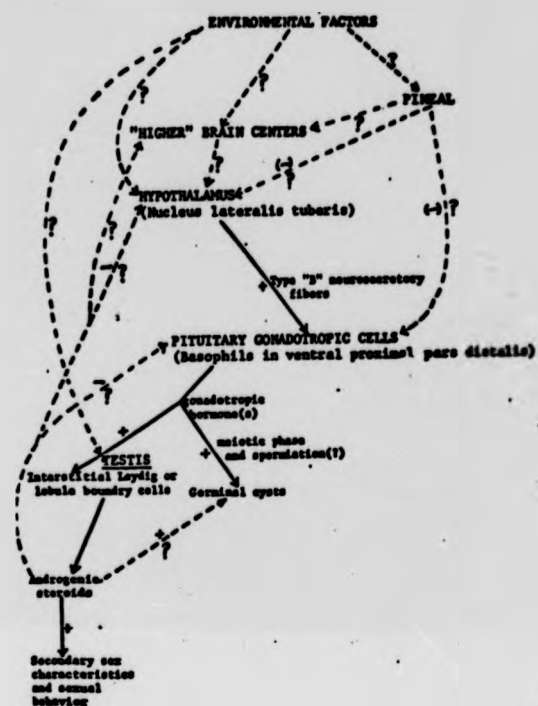 ENVIRONMENTAL FACTORS
?
?
?
PINEAL
"HIGHER" BRAIN CENTERS
?
?
(-)
?
HYPOTHALAMUS
(Nucleus lateralis tuberis)
(-) ?
?
?
- ?
+ Type "B" neurosecretory
fibers
PITUITARY GONADOTROPIC CELLS
(Basophils in ventral proximal pars distalis)
-
?
gonadotropic
hormone(s)
+
+ meiotic phase
and spermiation(?)
TESTIS
Interstitial Leydig or
lobule boundry cells
Germinal cysts
+
?
Androgenic
steroids
+
Secondary sex
characteristics
and sexual
behavior